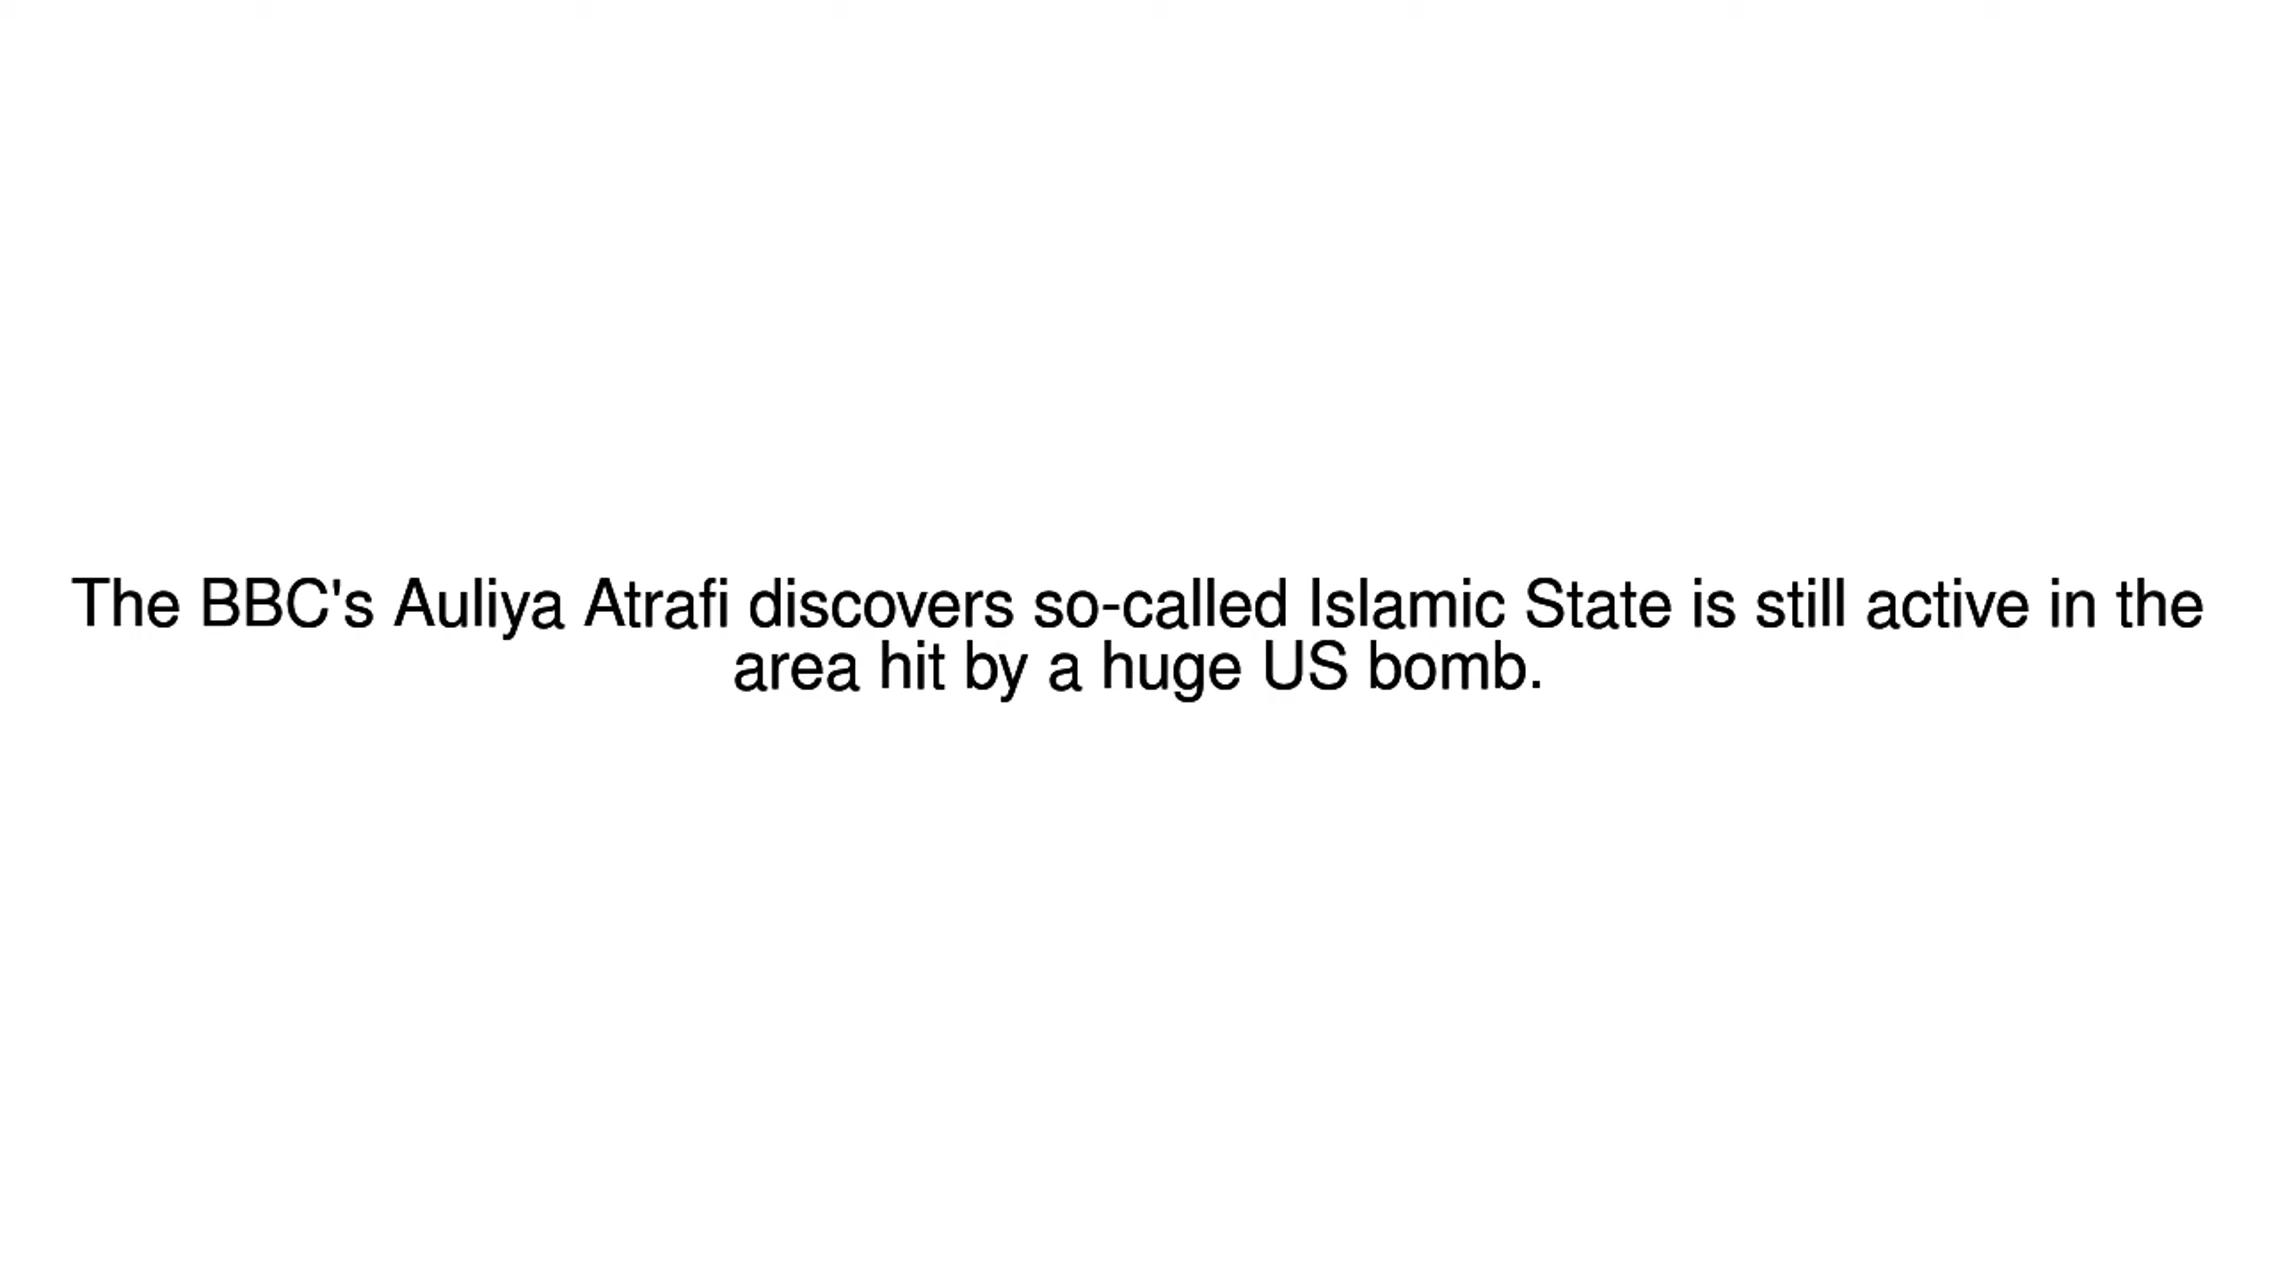 The BBC's Auliya Atrafi discovers so-called Islamic State is still active in the
area hit by a huge US bomb.